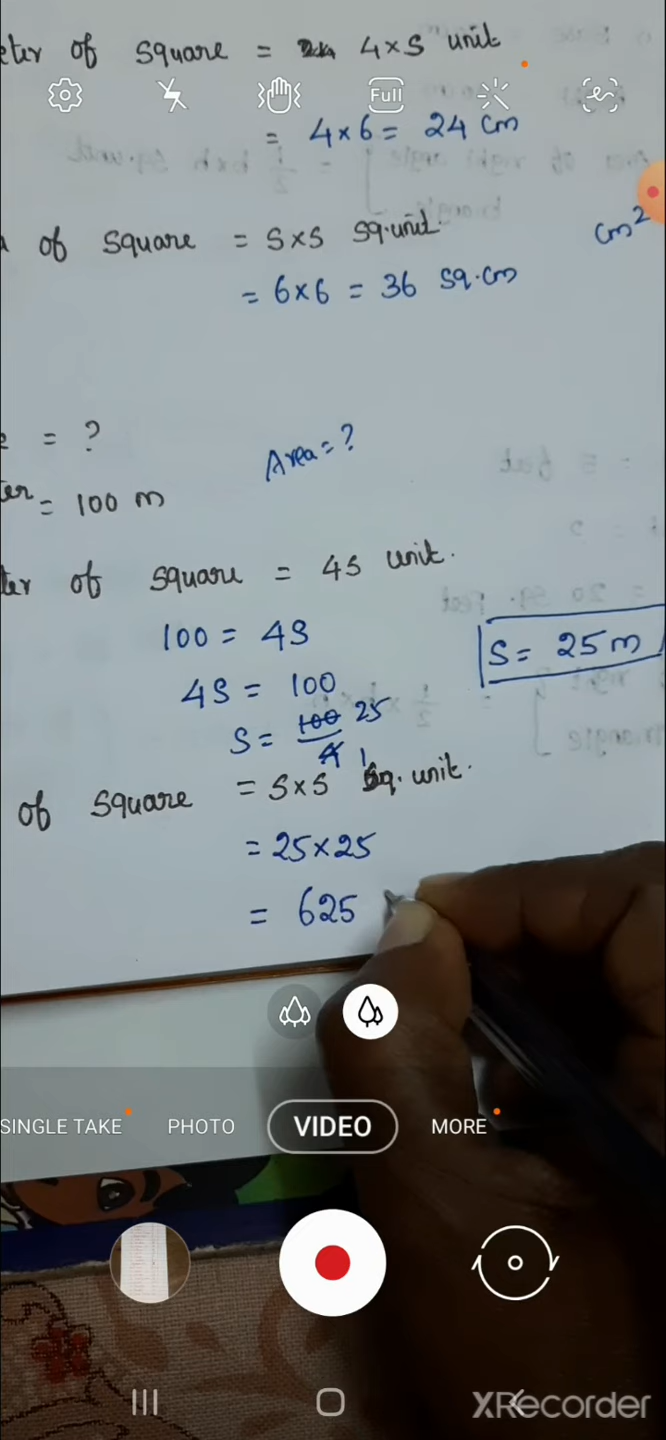 of square = 4×s unit
Full
= 4×6 = 24 cm
of square = s×s sq.unit.
cm²
= 6×6 = 36 sq.cm
= ?
Area = ?
= 100 m
of square = 4s unit.
100 = 4s
s = 25 m
4s = 100
s = 100/4 25 1
of square = s×s sq. unit.
= 25×25
= 625
SINGLE TAKE PHOTO VIDEO MORE
XRecorder